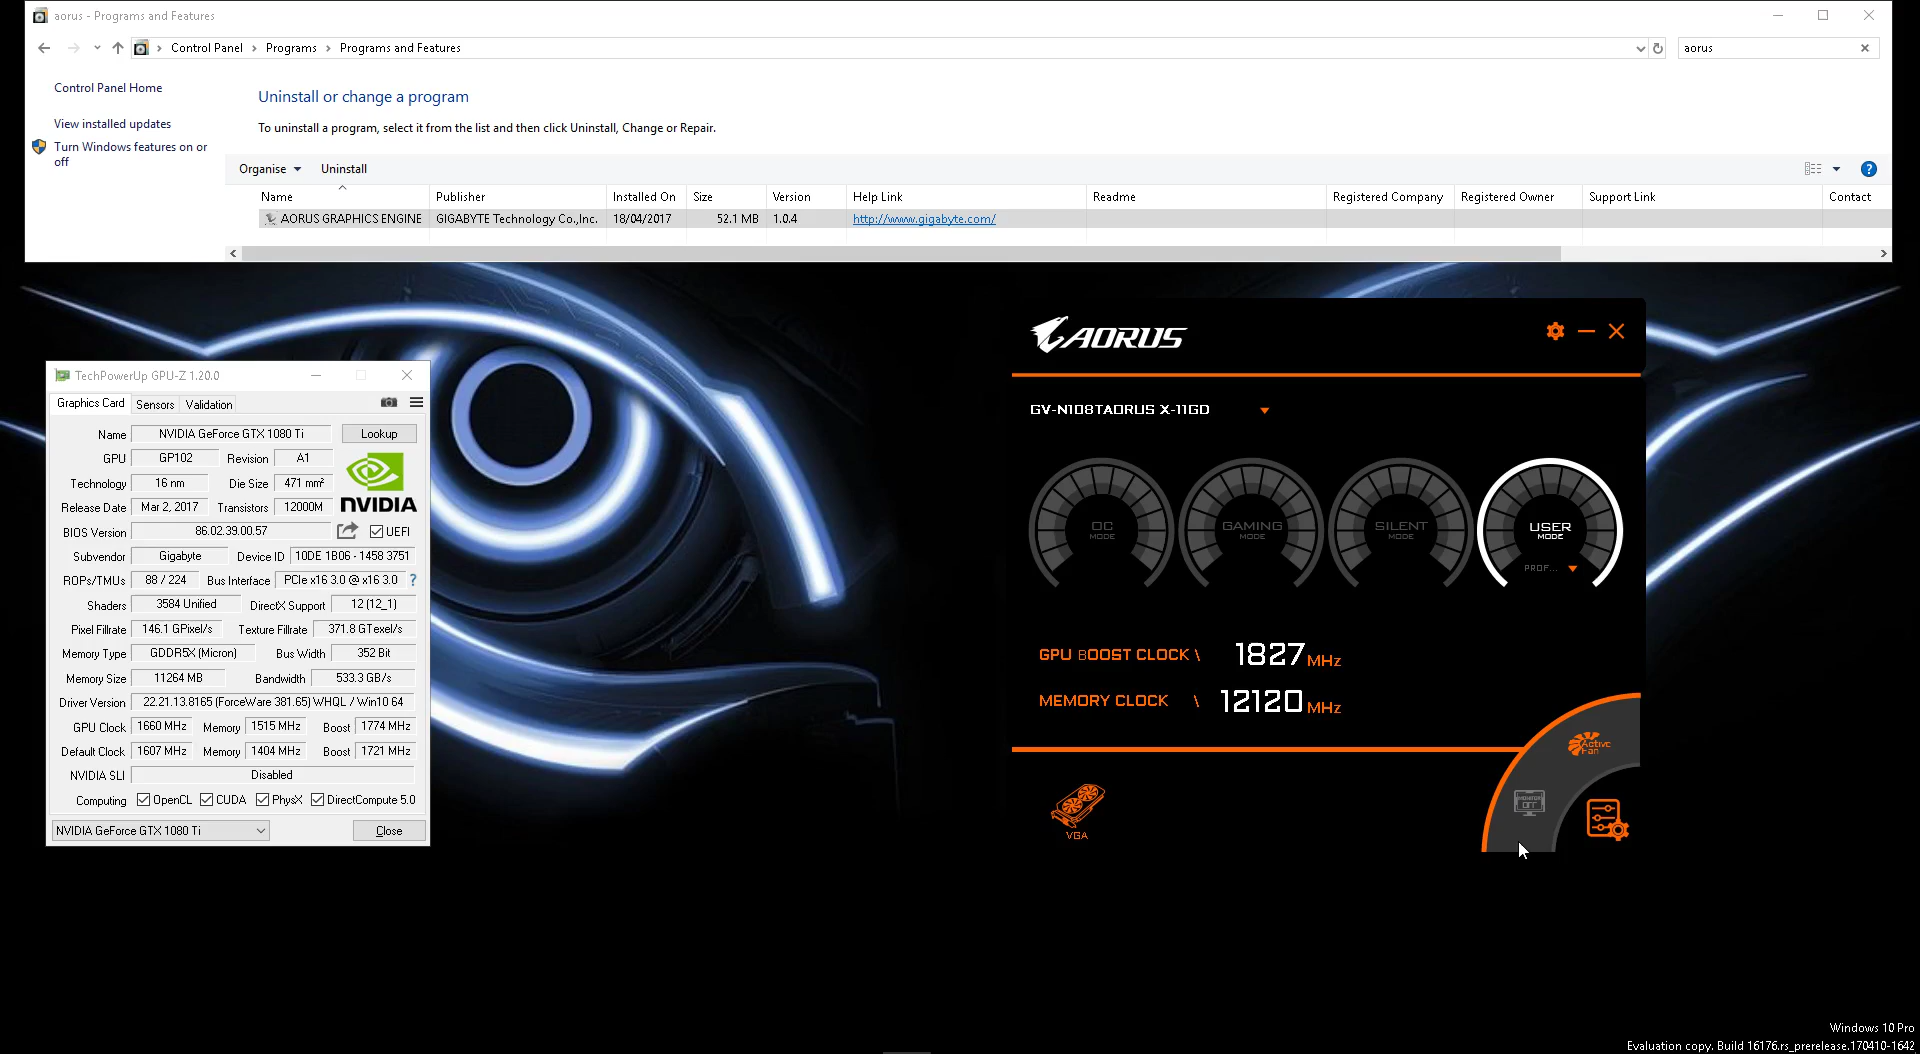 aorus - Programs and Features
Control Panel > Programs > Programs and Features
aorus
Control Panel Home
View installed updates
Turn Windows features on or off
Uninstall or change a program
To uninstall a program, select it from the list and then click Uninstall, Change or Repair.
Organise Uninstall
Name Publisher Installed On Size Version Help Link Readme Registered Company Registered Owner Support Link Contact
AORUS GRAPHICS ENGINE GIGABYTE Technology Co.,Inc. 18/04/2017 52.1 MB 1.0.4 http://www.gigabyte.com/
TechPowerUp GPU-Z 1.20.0
Graphics Card Sensors Validation
Name NVIDIA GeForce GTX 1080 Ti Lookup
GPU GP102 Revision A1
Technology 16 nm Die Size 471 mm²
Release Date Mar 2, 2017 Transistors 12000M
NVIDIA
BIOS Version 86.02.39.00.57 UEFI
Subvendor Gigabyte Device ID 10DE 1B06 - 1458 3751
ROPs/TMUs 88 / 224 Bus Interface PCIe x16 3.0 @ x16 3.0 ?
Shaders 3584 Unified DirectX Support 12 (12_1)
Pixel Fillrate 146.1 GPixel/s Texture Fillrate 371.8 GTexel/s
Memory Type GDDR5X (Micron) Bus Width 352 Bit
Memory Size 11264 MB Bandwidth 533.3 GB/s
Driver Version 22.21.13.8165 (ForceWare 381.65) WHQL / Win10 64
GPU Clock 1660 MHz Memory 1515 MHz Boost 1774 MHz
Default Clock 1607 MHz Memory 1404 MHz Boost 1721 MHz
NVIDIA SLI Disabled
Computing OpenCL CUDA PhysX DirectCompute 5.0
NVIDIA GeForce GTX 1080 Ti Close
AORUS
GV-N108TAORUS X-11GD
OC MODE
GAMING MODE
SILENT MODE
USER MODE
PROF...
GPU BOOST CLOCK \ 1827 MHz
MEMORY CLOCK \ 12120 MHz
Active Fan
MONITOR OFF
VGA
Windows 10 Pro
Evaluation copy. Build 16176.rs_prerelease.170410-1642